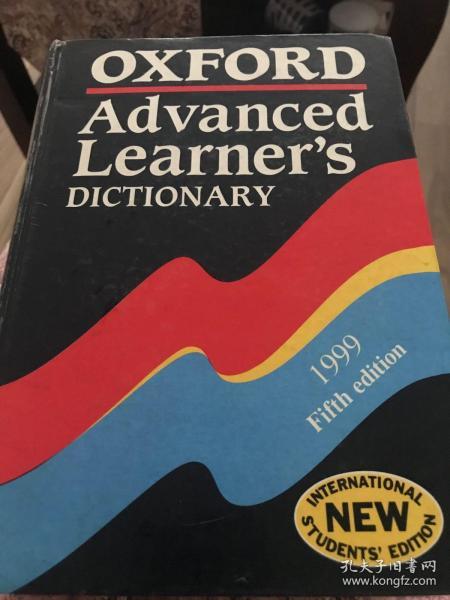 OXFORD
Advanced
Learner's
DICTIONARY
1999
Fifth edition
INTERNATIONAL
NEW
STUDENTS' EDITION
孔夫子旧书网
www.kongfz.com